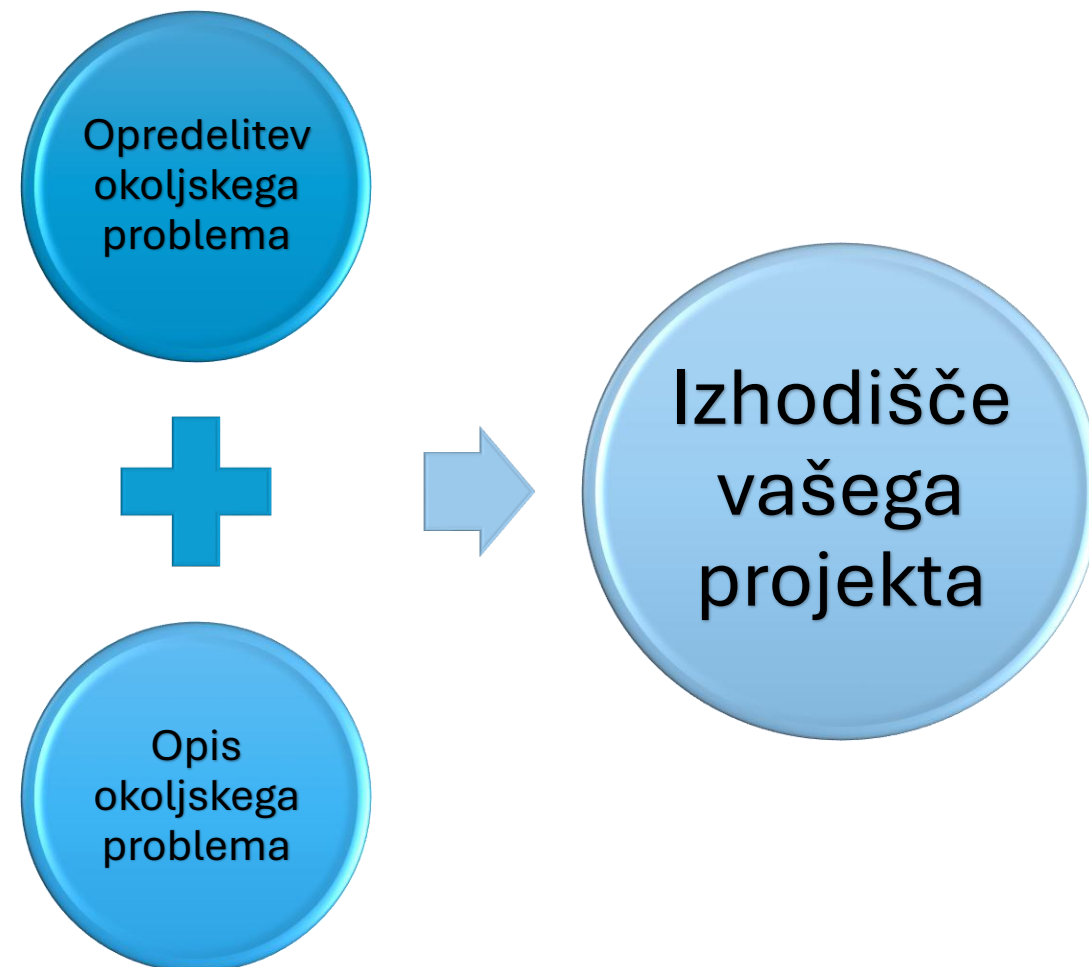 Opredelitev
okoljskega
problema
Opis
okoljskega
problema
Izhodišče
vašega
projekta